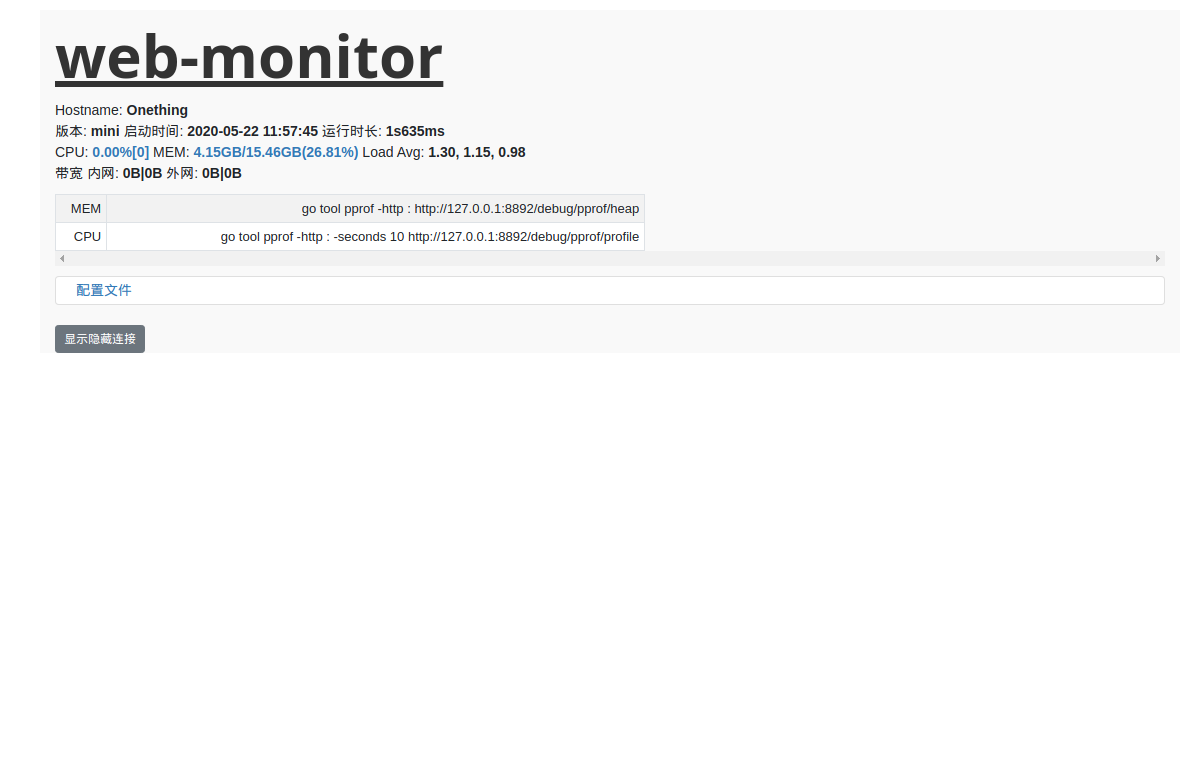 web-monitor
Hostname: Onething
版本: mini 启动时间: 2020-05-22 11:57:45 运行时长: 1s635ms
CPU: 0.00%[0] MEM: 4.15GB/15.46GB(26.81%) Load Avg: 1.30, 1.15, 0.98
带宽 内网: 0B|0B 外网: 0B|0B
MEM go tool pprof -http : http://127.0.0.1:8892/debug/pprof/heap
CPU go tool pprof -http : -seconds 10 http://127.0.0.1:8892/debug/pprof/profile
配置文件
显示隐藏连接